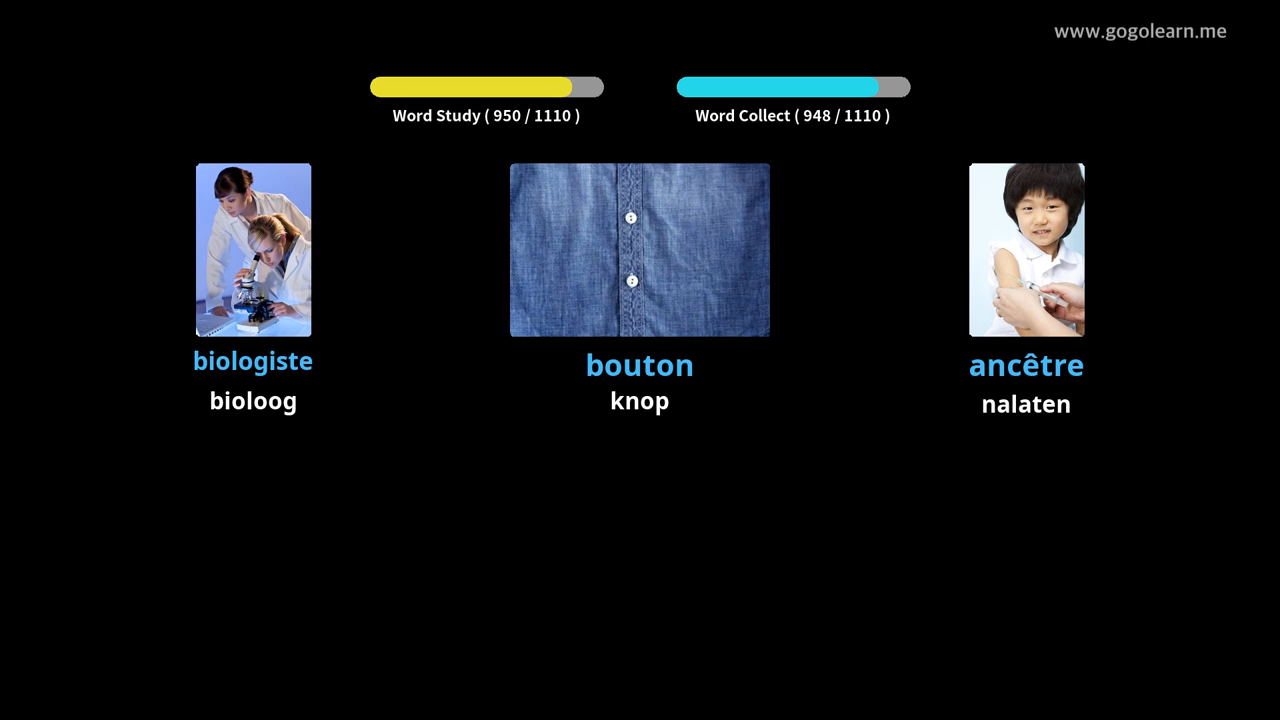 www.gogolearn.me
Word Study ( 950 / 1110 )
Word Collect ( 948 / 1110 )
biologiste
bioloog
bouton
knop
ancêtre
nalaten